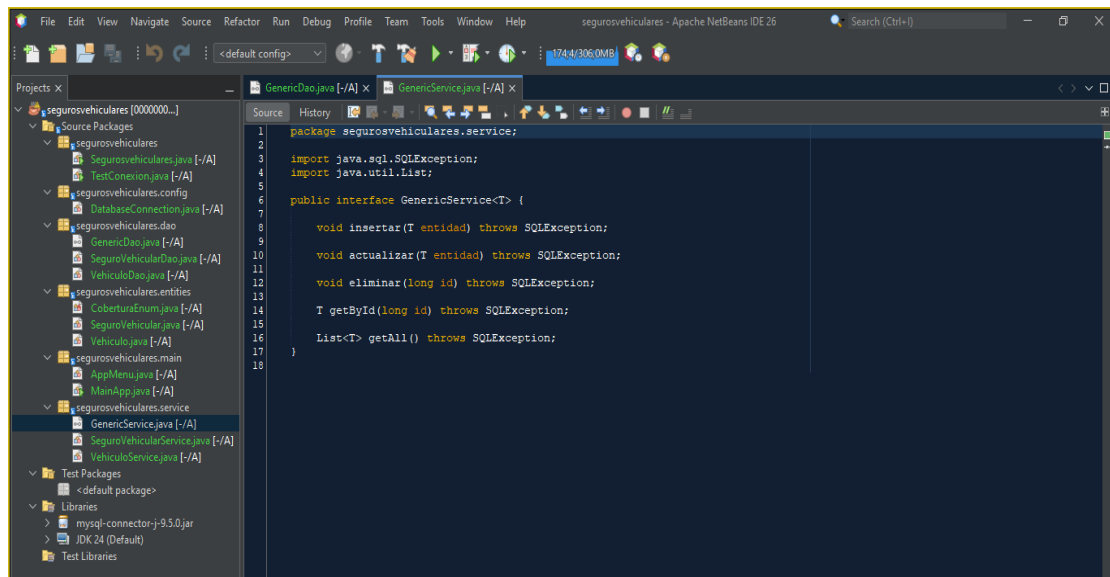 File Edit View Navigate Source Refactor Run Debug Profile Team Tools Window Help segurosvehiculares - Apache NetBeans IDE 26 Search (Ctrl+I)
<default config> 174,4/306,0MB
Projects
GenericDao.java [-/A] GenericService.java [-/A]
segurosvehiculares [0000000...]
Source Packages
segurosvehiculares
Segurosvehiculares.java [-/A]
TestConexion.java [-/A]
segurosvehiculares.config
DatabaseConnection.java [-/A]
segurosvehiculares.dao
GenericDao.java [-/A]
SeguroVehicularDao.java [-/A]
VehiculoDao.java [-/A]
segurosvehiculares.entities
CoberturaEnum.java [-/A]
SeguroVehicular.java [-/A]
Vehiculo.java [-/A]
segurosvehiculares.main
AppMenu.java [-/A]
MainApp.java [-/A]
segurosvehiculares.service
GenericService.java [-/A]
SeguroVehicularService.java [-/A]
VehiculoService.java [-/A]
Test Packages
<default package>
Libraries
mysql-connector-j-9.5.0.jar
JDK 24 (Default)
Test Libraries
Source History
1 package segurosvehiculares.service;
2
3 import java.sql.SQLException;
4 import java.util.List;
5
6 public interface GenericService<T> {
7
8 void insertar(T entidad) throws SQLException;
9
10 void actualizar(T entidad) throws SQLException;
11
12 void eliminar(long id) throws SQLException;
13
14 T getById(long id) throws SQLException;
15
16 List<T> getAll() throws SQLException;
17 }
18